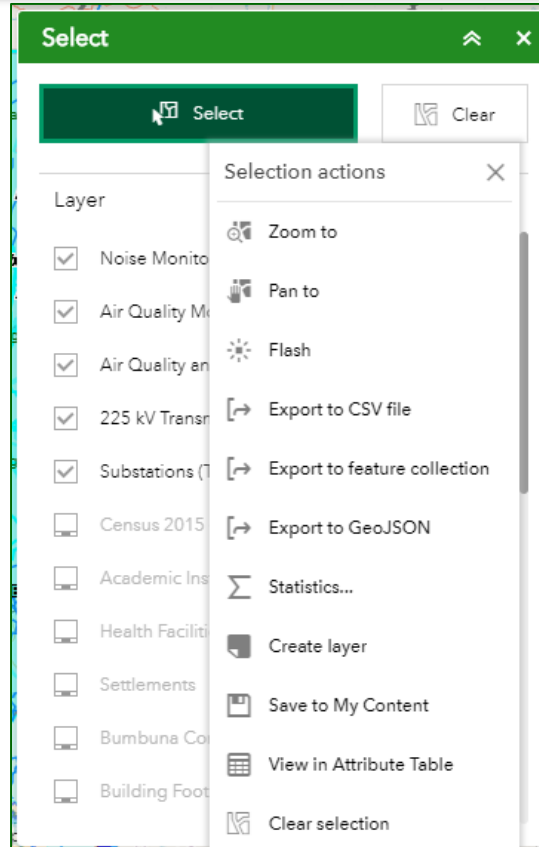 Select
Select
Clear
Selection actions
Layer
Zoom to
Noise Monito
Pan to
Air Quality Mo
Flash
Air Quality an
Export to CSV file
225 kV Transm
Export to feature collection
Substations (T
Export to GeoJSON
Census 2015
Statistics...
Academic Ins
Create layer
Health Faciliti
Save to My Content
Settlements
View in Attribute Table
Bumbuna Co
Clear selection
Building Foot